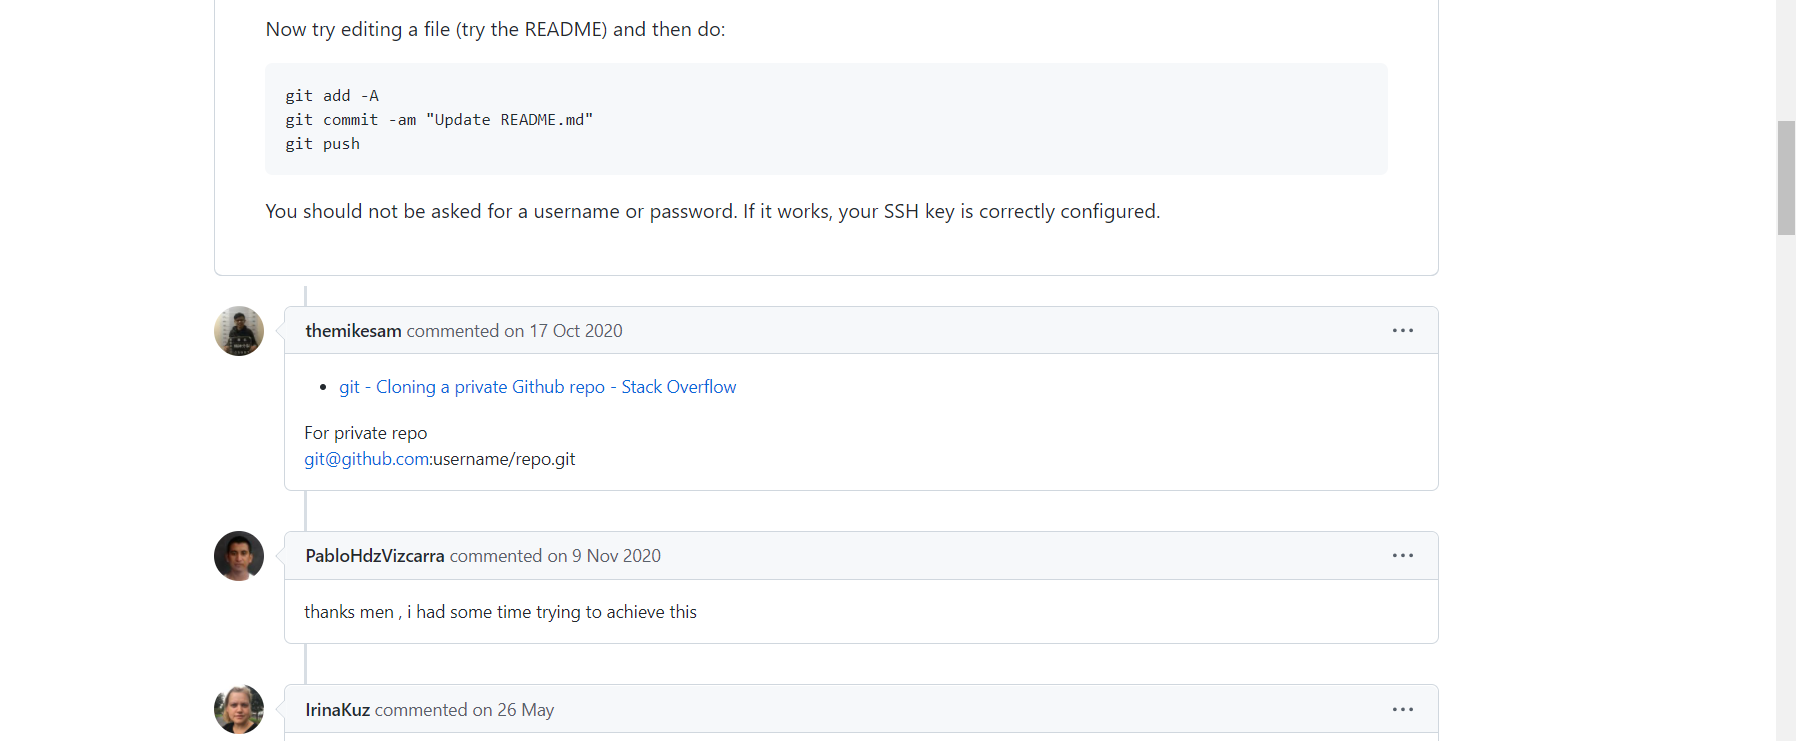 Now try editing a file (try the README) and then do:
git add -A
git commit -am "Update README.md"
git push
You should not be asked for a username or password. If it works, your SSH key is correctly configured.
themikesam commented on 17 Oct 2020
git - Cloning a private Github repo - Stack Overflow
For private repo
git@github.com:username/repo.git
PabloHdzVizcarra commented on 9 Nov 2020
thanks men , i had some time trying to achieve this
IrinaKuz commented on 26 May